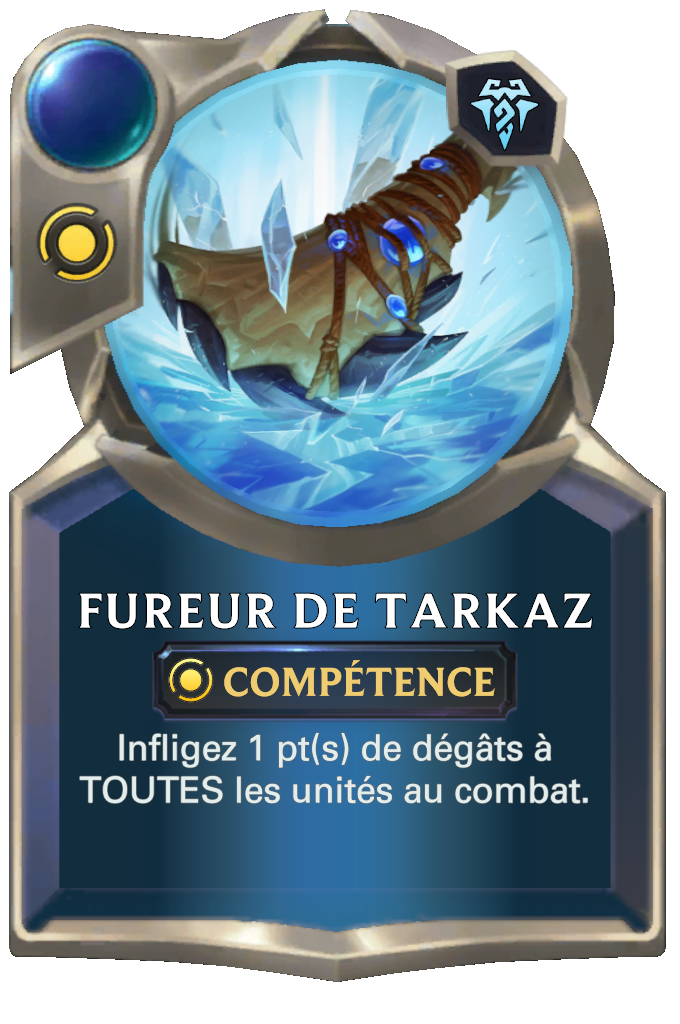 FUREUR DE TARKAZ
COMPÉTENCE
Infligez 1 pt(s) de dégâts à
TOUTES les unités au combat.